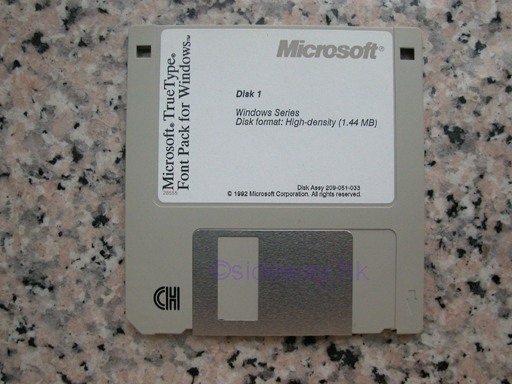 Microsoft®
Microsoft® TrueType®
Font Pack for Windows™
Disk 1
Windows Series
Disk format: High-density (1.44 MB)
Disk Assy 209-051-033
© 1992 Microsoft Corporation. All rights reserved.
©sideway.hk
HD